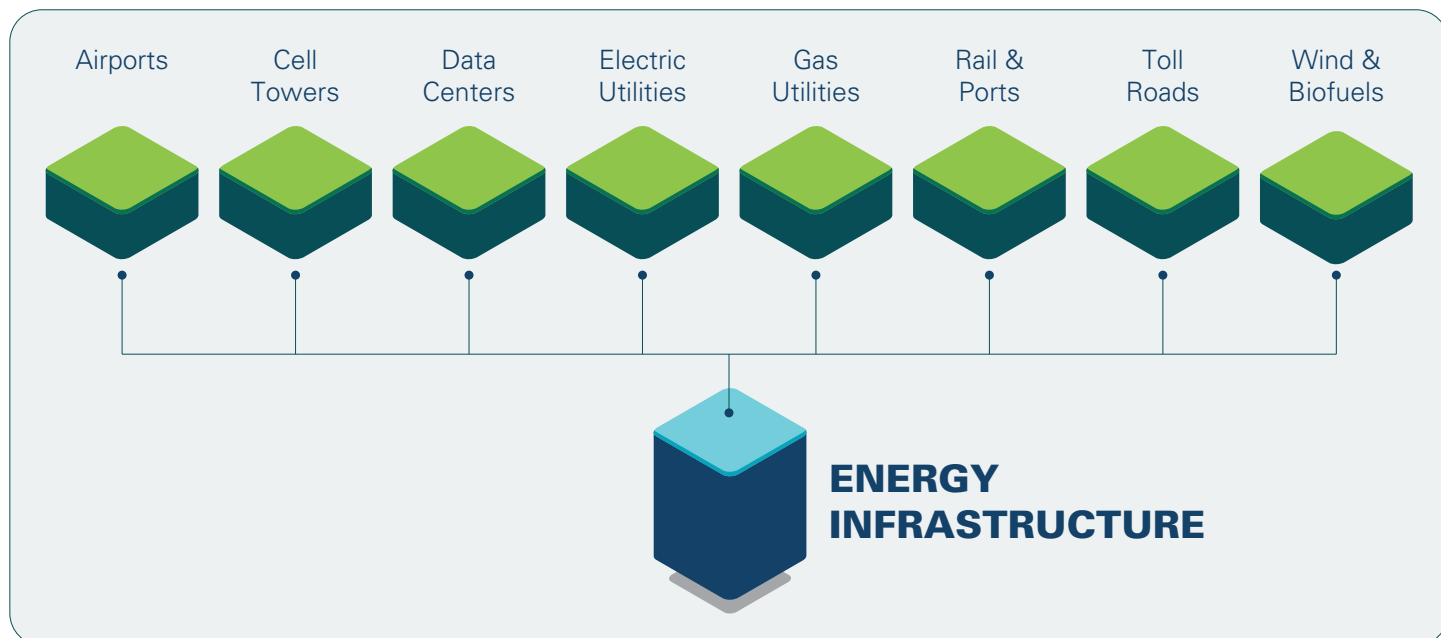 Airports
Cell
Towers
Data
Centers
Electric
Utilities
Gas
Utilities
Rail &
Ports
Toll
Roads
Wind &
Biofuels
ENERGY
INFRASTRUCTURE